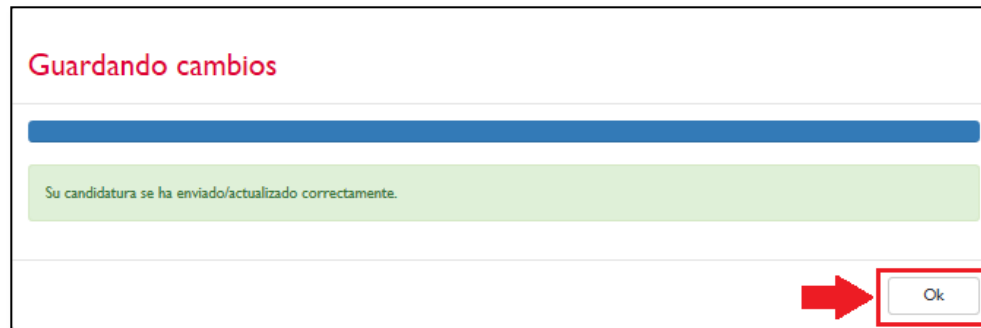 Guardando cambios
Su candidatura se ha enviado/actualizado correctamente.
Ok